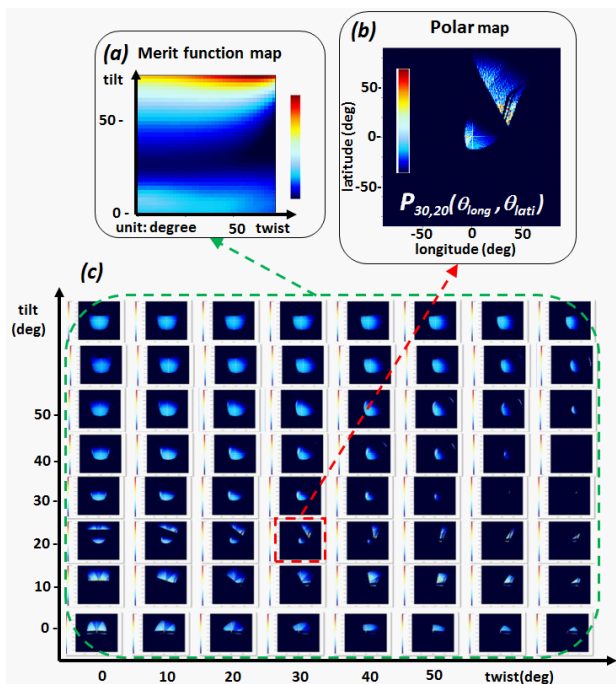 (a) Merit function map
tilt
50 -
0 -
unit: degree 50 twist
(b) Polar map
latitude (deg)
50-
0-
-50-
P30,20(θlong , θlati)
-50 0 50
longitude (deg)
(c)
tilt
(deg)
50
40
30
20
10
0
0 10 20 30 40 50 twist(deg)